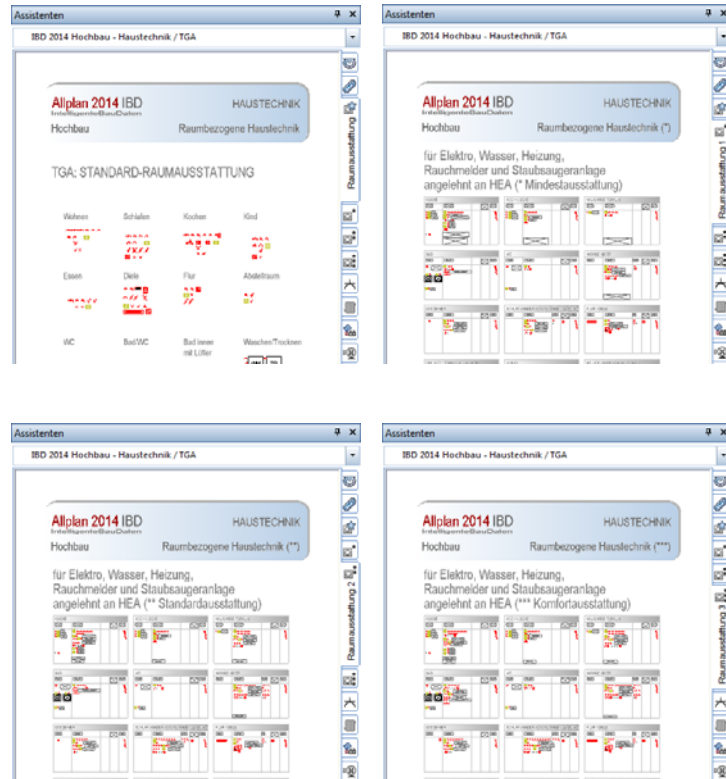 Assistenten
IBD 2014 Hochbau - Haustechnik / TGA
Allplan 2014 IBD
IntelligenteBauDaten
HAUSTECHNIK
Hochbau
Raumbezogene Haustechnik
TGA: STANDARD-RAUMAUSSTATTUNG
Wohnen
Schlafen
Kochen
Kind
Essen
Diele
Flur
Abstellraum
WC
Bad/WC
Bad innen
mit Lüfter
Waschen/Trocknen
Raumausstattung
Assistenten
IBD 2014 Hochbau - Haustechnik / TGA
Allplan 2014 IBD
IntelligenteBauDaten
HAUSTECHNIK
Hochbau
Raumbezogene Haustechnik (*)
für Elektro, Wasser, Heizung,
Rauchmelder und Staubsaugeranlage
angelehnt an HEA (* Mindestausstattung)
Raumausstattung 1
Assistenten
IBD 2014 Hochbau - Haustechnik / TGA
Allplan 2014 IBD
IntelligenteBauDaten
HAUSTECHNIK
Hochbau
Raumbezogene Haustechnik (**)
für Elektro, Wasser, Heizung,
Rauchmelder und Staubsaugeranlage
angelehnt an HEA (** Standardausstattung)
Raumausstattung 2
Assistenten
IBD 2014 Hochbau - Haustechnik / TGA
Allplan 2014 IBD
IntelligenteBauDaten
HAUSTECHNIK
Hochbau
Raumbezogene Haustechnik (***)
für Elektro, Wasser, Heizung,
Rauchmelder und Staubsaugeranlage
angelehnt an HEA (*** Komfortausstattung)
Raumausstattung 3